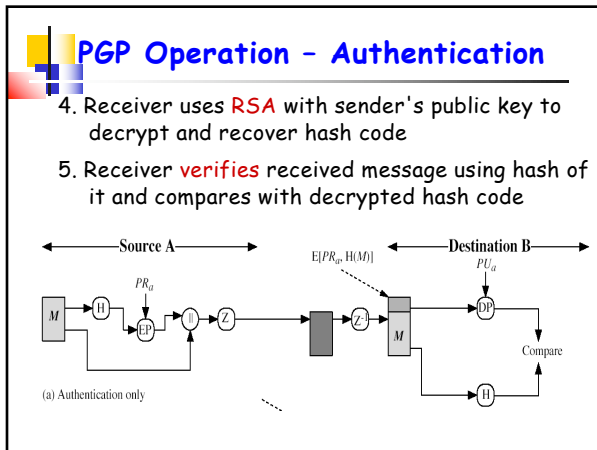 PGP Operation – Authentication
4. Receiver uses RSA with sender's public key to
decrypt and recover hash code
5. Receiver verifies received message using hash of
it and compares with decrypted hash code
Source A
Destination B
E[PRa, H(M)]
PRa
PUa
M
H
EP
||
Z
Z-1
M
DP
Compare
H
(a) Authentication only